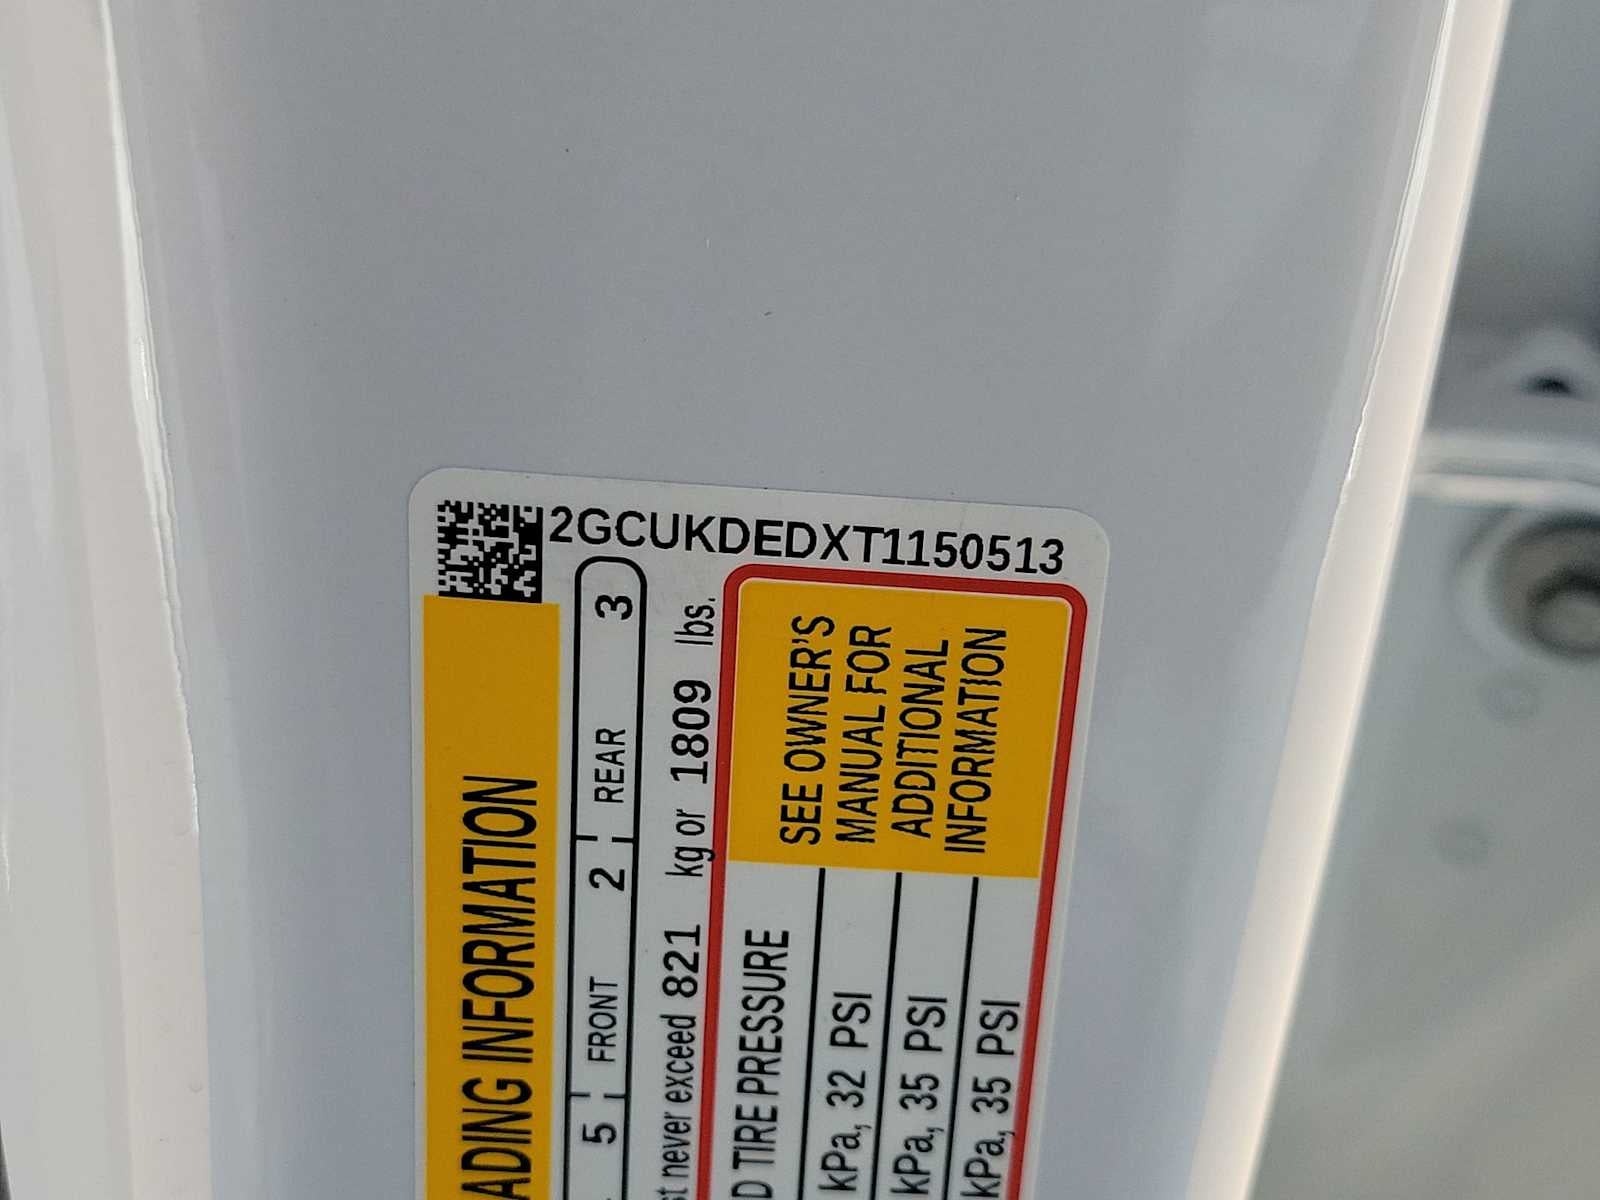 2GCUKDEDXT1150513
ADING INFORMATION
5 FRONT 2 REAR 3
never exceed 821 kg or 1809 lbs.
TIRE PRESSURE
kPa, 32 PSI
kPa, 35 PSI
kPa, 35 PSI
SEE OWNER'S
MANUAL FOR
ADDITIONAL
INFORMATION